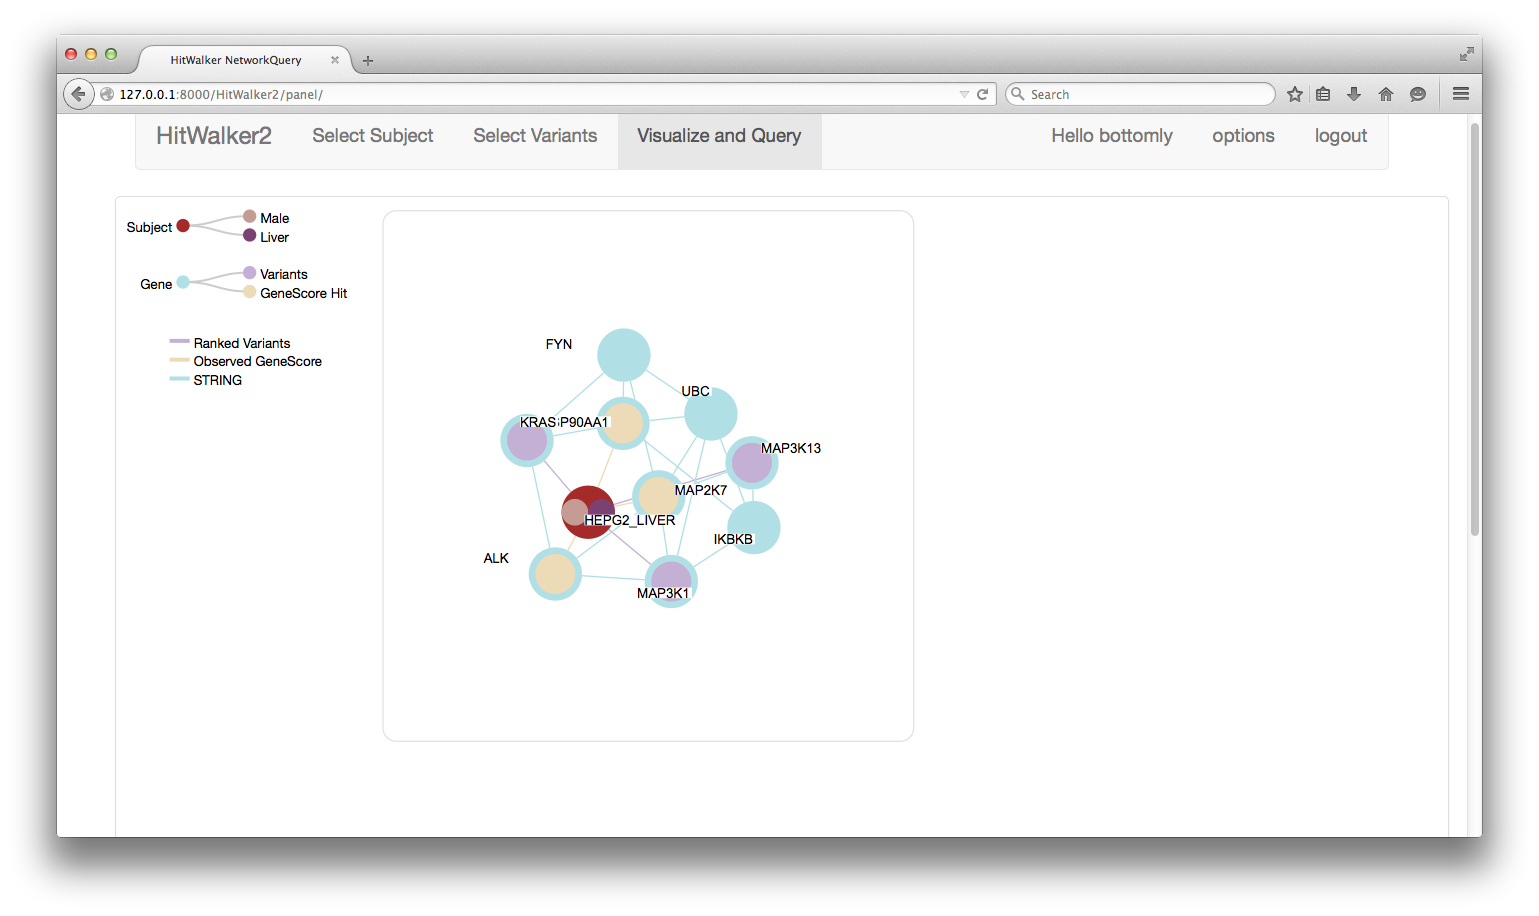 HitWalker NetworkQuery
127.0.0.1:8000/HitWalker2/panel/
Search
HitWalker2 Select Subject Select Variants Visualize and Query Hello bottomly options logout
Subject
Male
Liver
Gene
Variants
GeneScore Hit
Ranked Variants
Observed GeneScore
STRING
FYN
UBC
KRAS
P90AA1
MAP3K13
MAP2K7
HEPG2_LIVER
IKBKB
ALK
MAP3K1